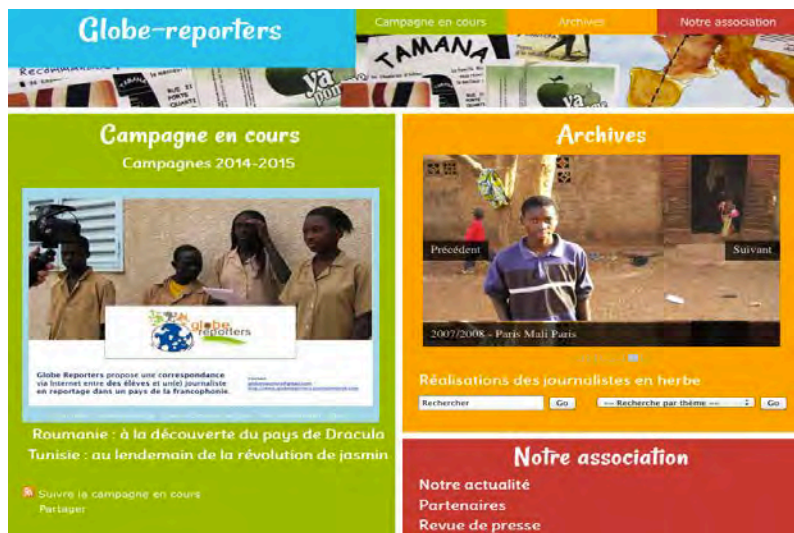 Globe-reporters
Campagne en cours
Archives
Notre association
TAMANA
Campagne en cours
Campagnes 2014-2015
globe
reporters
Globe Reporters propose une correspondance
via Internet entre des élèves et un(e) journaliste
en reportage dans un pays de la francophonie.
Roumanie : à la découverte du pays de Dracula
Tunisie : au lendemain de la révolution de jasmin
Suivre la campagne en cours
Partager
Archives
Précédent
Suivant
2007/2008 - Paris Mali Paris
Réalisations des journalistes en herbe
Rechercher
Go
-- Recherche par thème --
Go
Notre association
Notre actualité
Partenaires
Revue de presse